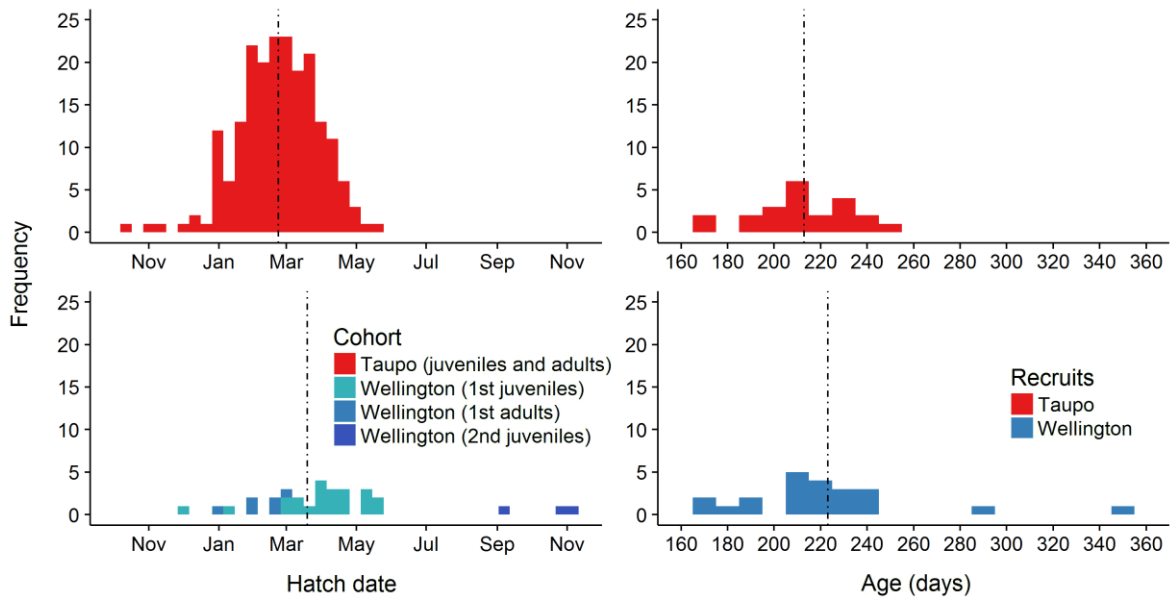 Frequency
25
20
15
10
5
0
Nov Jan Mar May Jul Sep Nov
25
20
15
10
5
0
160 180 200 220 240 260 280 300 320 340 360
25
20
15
10
5
0
Cohort
Taupo (juveniles and adults)
Wellington (1st juveniles)
Wellington (1st adults)
Wellington (2nd juveniles)
Nov Jan Mar May Jul Sep Nov
Hatch date
25
20
15
10
5
0
Recruits
Taupo
Wellington
160 180 200 220 240 260 280 300 320 340 360
Age (days)